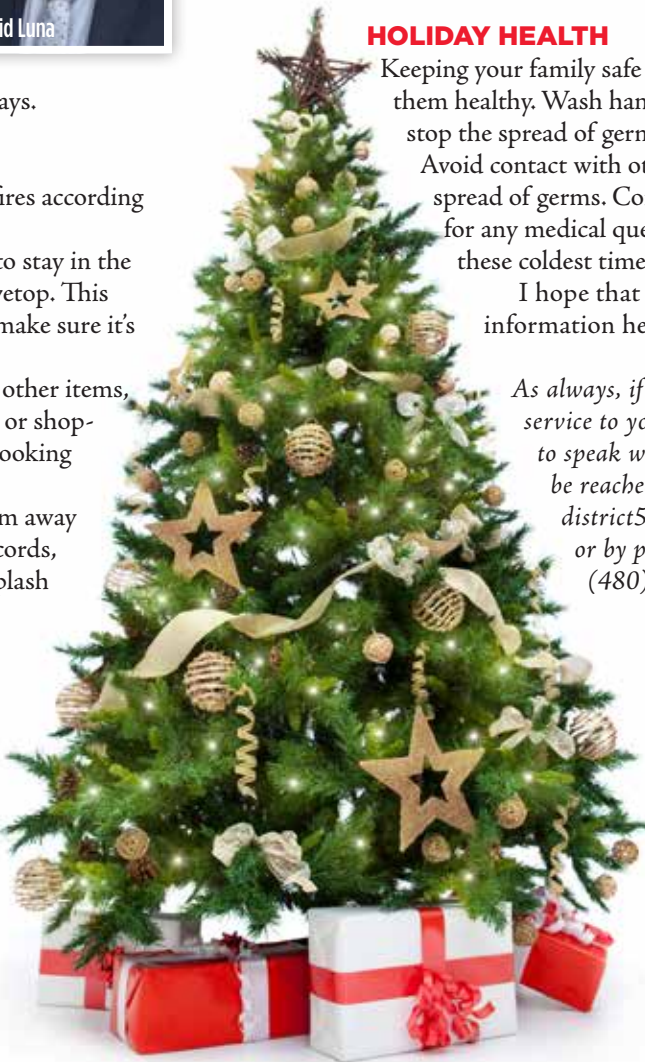 id Luna
ays.
fires according
to stay in the
vetop. This
make sure it's
other items,
or shop-
ooking
m away
cords,
plash
HOLIDAY HEALTH
Keeping your family safe
them healthy. Wash han
stop the spread of germ
Avoid contact with ot
spread of germs. Co
for any medical que
these coldest time
I hope that
information he
As always, if
service to yo
to speak w
be reache
district5
or by p
(480)